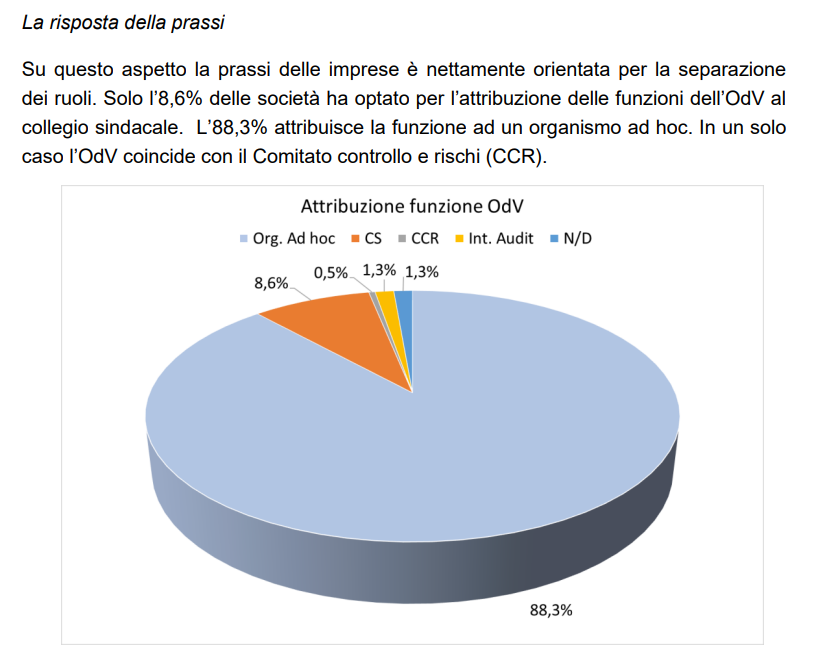 La risposta della prassi
Su questo aspetto la prassi delle imprese è nettamente orientata per la separazione
dei ruoli. Solo l’8,6% delle società ha optato per l’attribuzione delle funzioni dell’OdV al
collegio sindacale.  L’88,3% attribuisce la funzione ad un organismo ad hoc. In un solo
caso l’OdV coincide con il Comitato controllo e rischi (CCR).
Attribuzione funzione OdV
Org. Ad hoc CS CCR Int. Audit N/D
8,6% 0,5% 1,3% 1,3%
88,3%